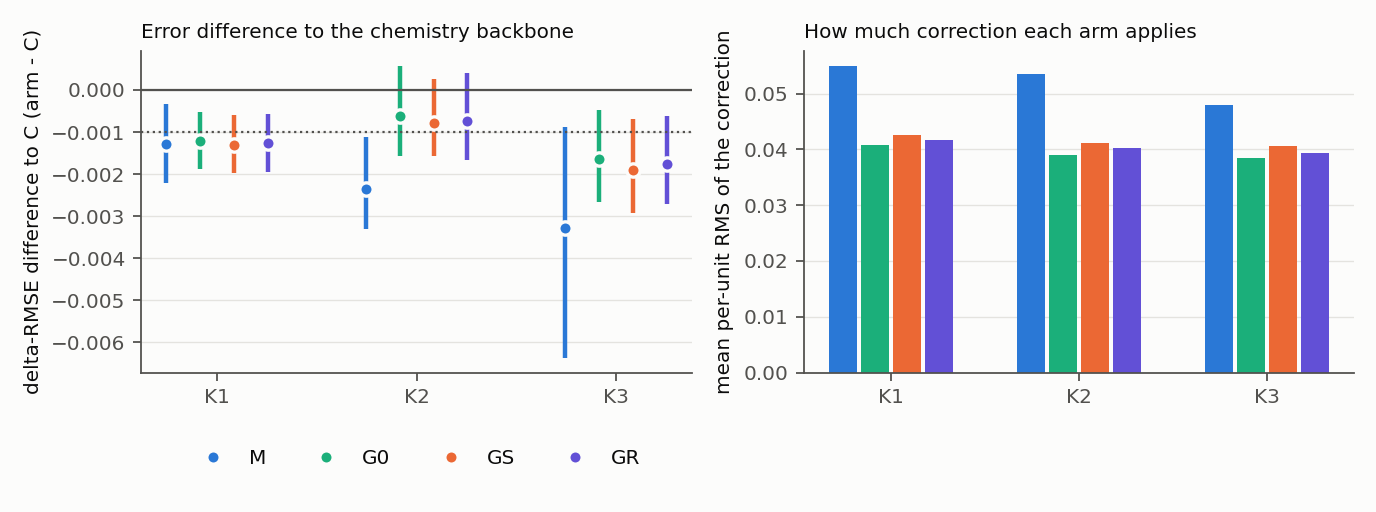 Error difference to the chemistry backbone
delta-RMSE difference to C (arm - C)
0.000
−0.001
−0.002
−0.003
−0.004
−0.005
−0.006
K1
K2
K3
M
G0
GS
GR
How much correction each arm applies
mean per-unit RMS of the correction
0.05
0.04
0.03
0.02
0.01
0.00
K1
K2
K3